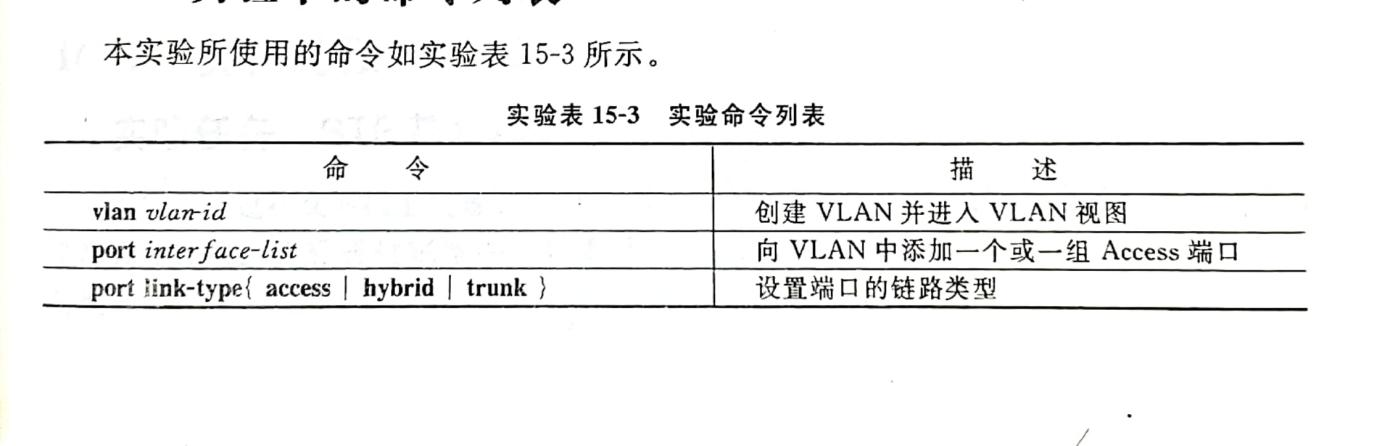 本实验所使用的命令如实验表 15-3 所示。
实验表 15-3 实验命令列表
命 令 描 述
vlan vlan-id 创建 VLAN 并进入 VLAN 视图
port interface-list 向 VLAN 中添加一个或一组 Access 端口
port link-type{ access | hybrid | trunk } 设置端口的链路类型